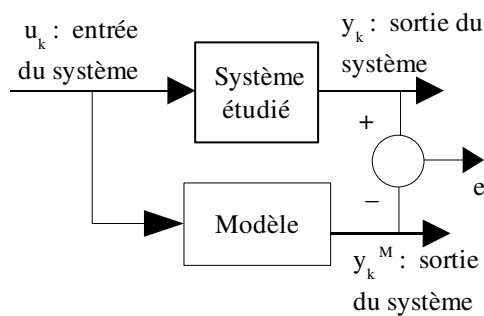 u_k : entrée
du système
Système
étudié
y_k : sortie du
système
+
e
−
Modèle
y_k^M : sortie
du système